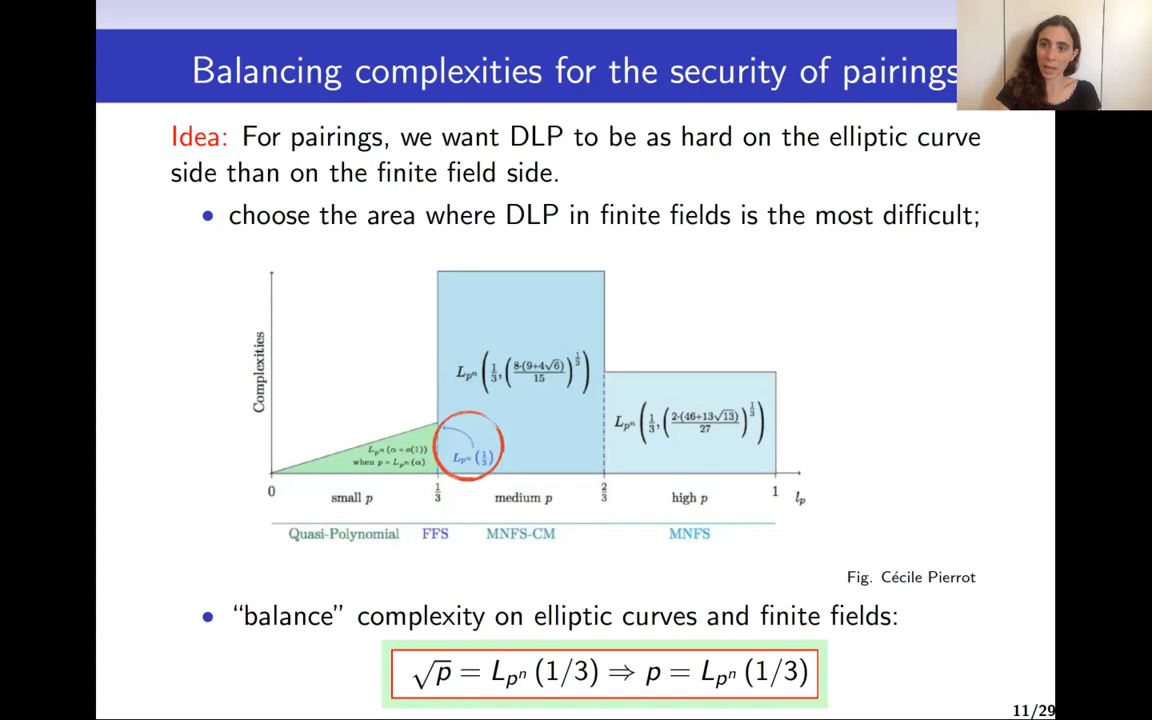 Balancing complexities for the security of pairings
Idea: For pairings, we want DLP to be as hard on the elliptic curve
side than on the finite field side.
• choose the area where DLP in finite fields is the most difficult;
Complexities
L_{p^n} (1/3, (8·(9+4√6)/15)^{1/3})
L_{p^n} (1/3, (2·(46+13√13)/27)^{1/3})
L_{p^n}(α + o(1))
when p = L_{p^n}(α)
L_{p^n} (1/3)
0 1/3 2/3 1 l_p
small p medium p high p
Quasi-Polynomial FFS MNFS-CM MNFS
Fig. Cécile Pierrot
• “balance” complexity on elliptic curves and finite fields:
√p = L_{p^n} (1/3) ⇒ p = L_{p^n} (1/3)
11/29